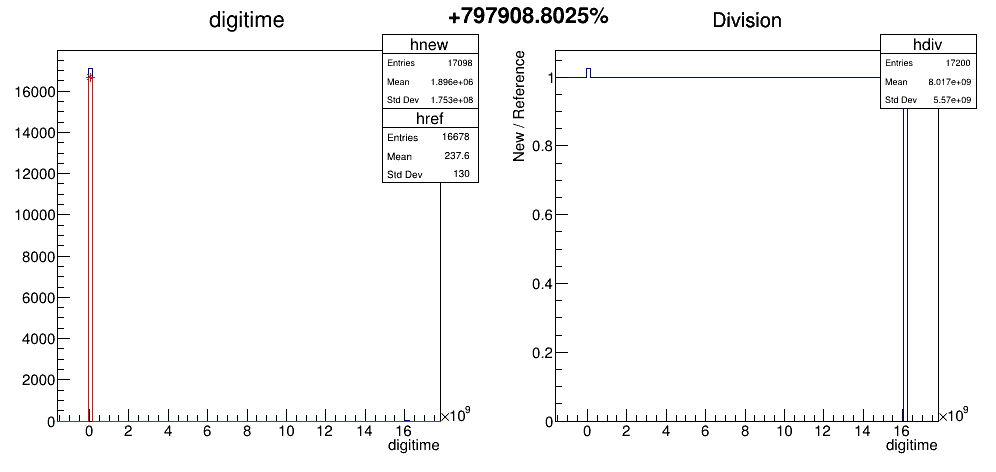 +797908.8025%
digitime
hnew
Entries 17098
Mean 1.896e+06
Std Dev 1.753e+08
href
Entries 16678
Mean 237.6
Std Dev 130
16000
14000
12000
10000
8000
6000
4000
2000
0
0 2 4 6 8 10 12 14 16
×10⁹
digitime
Division
hdiv
Entries 17200
Mean 8.017e+09
Std Dev 5.57e+09
New / Reference
1
0.8
0.6
0.4
0.2
0
0 2 4 6 8 10 12 14 16
×10⁹
digitime